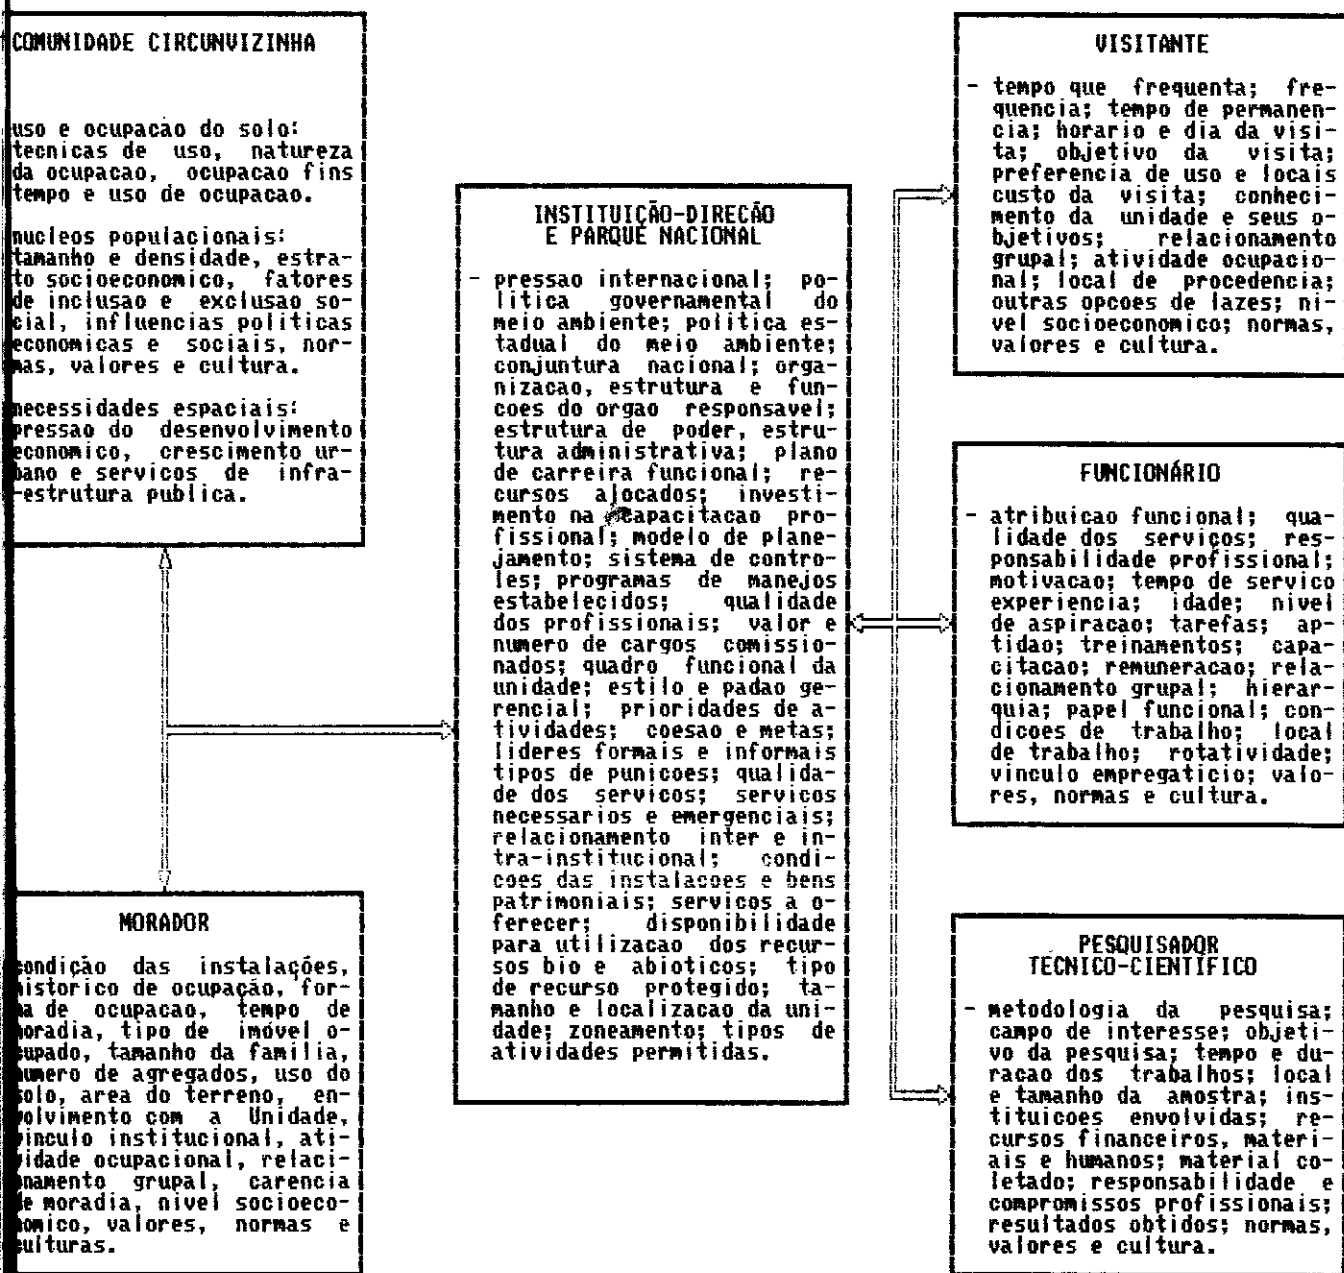 COMUNIDADE CIRCUNVIZINHA
uso e ocupacão do solo:
tecnicas de uso, natureza
da ocupacao, ocupacao fins
tempo e uso de ocupacao.
nucleos populacionais:
tamanho e densidade, estra-
to socioeconomico, fatores
de inclusao e exclusao so-
cial, influencias politicas
economicas e sociais, nor-
mas, valores e cultura.
necessidades espaciais:
pressao do desenvolvimento
economico, crescimento ur-
bano e servicos de infra-
-estrutura publica.
MORADOR
condição das instalações,
historico de ocupação, for-
ma de ocupacao, tempo de
moradia, tipo de imóvel o-
cupado, tamanho da familia,
numero de agregados, uso do
solo, area do terreno, en-
volvimento com a Unidade,
vinculo institucional, ati-
vidade ocupacional, relaci-
onamento grupal, carencia
de moradia, nivel socioeco-
nomico, valores, normas e
culturas.
INSTITUIÇÃO-DIRECÃO
E PARQUE NACIONAL
- pressao internacional; po-
litica governamental do
meio ambiente; politica es-
tadual do meio ambiente;
conjuntura nacional; orga-
nizacao, estrutura e fun-
coes do orgao responsavel;
estrutura de poder, estru-
tura administrativa; plano
de carreira funcional; re-
cursos alocados; investi-
mento na capacitacao pro-
fissional; modelo de plane-
jamento; sistema de contro-
les; programas de manejos
estabelecidos; qualidade
dos profissionais; valor e
numero de cargos comissio-
nados; quadro funcional da
unidade; estilo e padao ge-
rencial; prioridades de a-
tividades; coesao e metas;
lideres formais e informais
tipos de punicoes; qualida-
de dos servicos; servicos
necessarios e emergenciais;
relacionamento inter e in-
tra-institucional; condi-
coes das instalacoes e bens
patrimoniais; servicos a o-
ferecer; disponibilidade
para utilizacao dos recur-
sos bio e abioticos; tipo
de recurso protegido; ta-
manho e localizacao da uni-
dade; zoneamento; tipos de
atividades permitidas.
VISITANTE
- tempo que frequenta; fre-
quencia; tempo de permanen-
cia; horario e dia da visi-
ta; objetivo da visita;
preferencia de uso e locais
custo da visita; conheci-
mento da unidade e seus o-
bjetivos; relacionamento
grupal; atividade ocupacio-
nal; local de procedencia;
outras opcoes de lazes; ni-
vel socioeconomico; normas,
valores e cultura.
FUNCIONÁRIO
- atribuicao funcional; qua-
lidade dos serviços; res-
ponsabilidade profissional;
motivacao; tempo de servico
experiencia; idade; nivel
de aspiracao; tarefas; ap-
tidao; treinamentos; capa-
citacao; remuneracao; rela-
cionamento grupal; hierar-
quia; papel funcional; con-
dicoes de trabalho; local
de trabalho; rotatividade;
vinculo empregaticio; valo-
res, normas e cultura.
PESQUISADOR
TECNICO-CIENTIFICO
- metodologia da pesquisa;
campo de interesse; objeti-
vo da pesquisa; tempo e du-
racao dos trabalhos; local
e tamanho da amostra; ins-
tituicoes envolvidas; re-
cursos financeiros, materi-
ais e humanos; material co-
letado; responsabilidade e
compromissos profissionais;
resultados obtidos; normas,
valores e cultura.